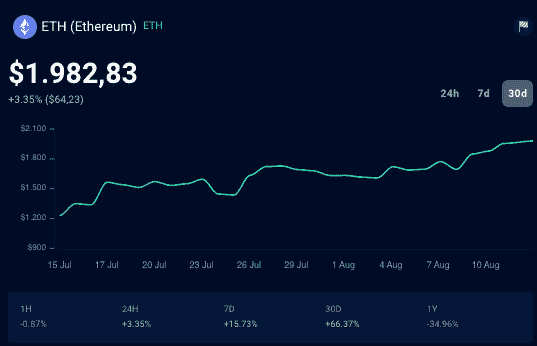 ETH (Ethereum) ETH
$1.982,83
+3.35% ($64,23)
24h 7d 30d
$2.100
$1.800
$1.500
$1.200
$900
15 Jul 17 Jul 20 Jul 23 Jul 26 Jul 29 Jul 1 Aug 4 Aug 7 Aug 10 Aug
1H 24H 7D 30D 1Y
-0.87% +3.35% +15.73% +66.37% -34.96%